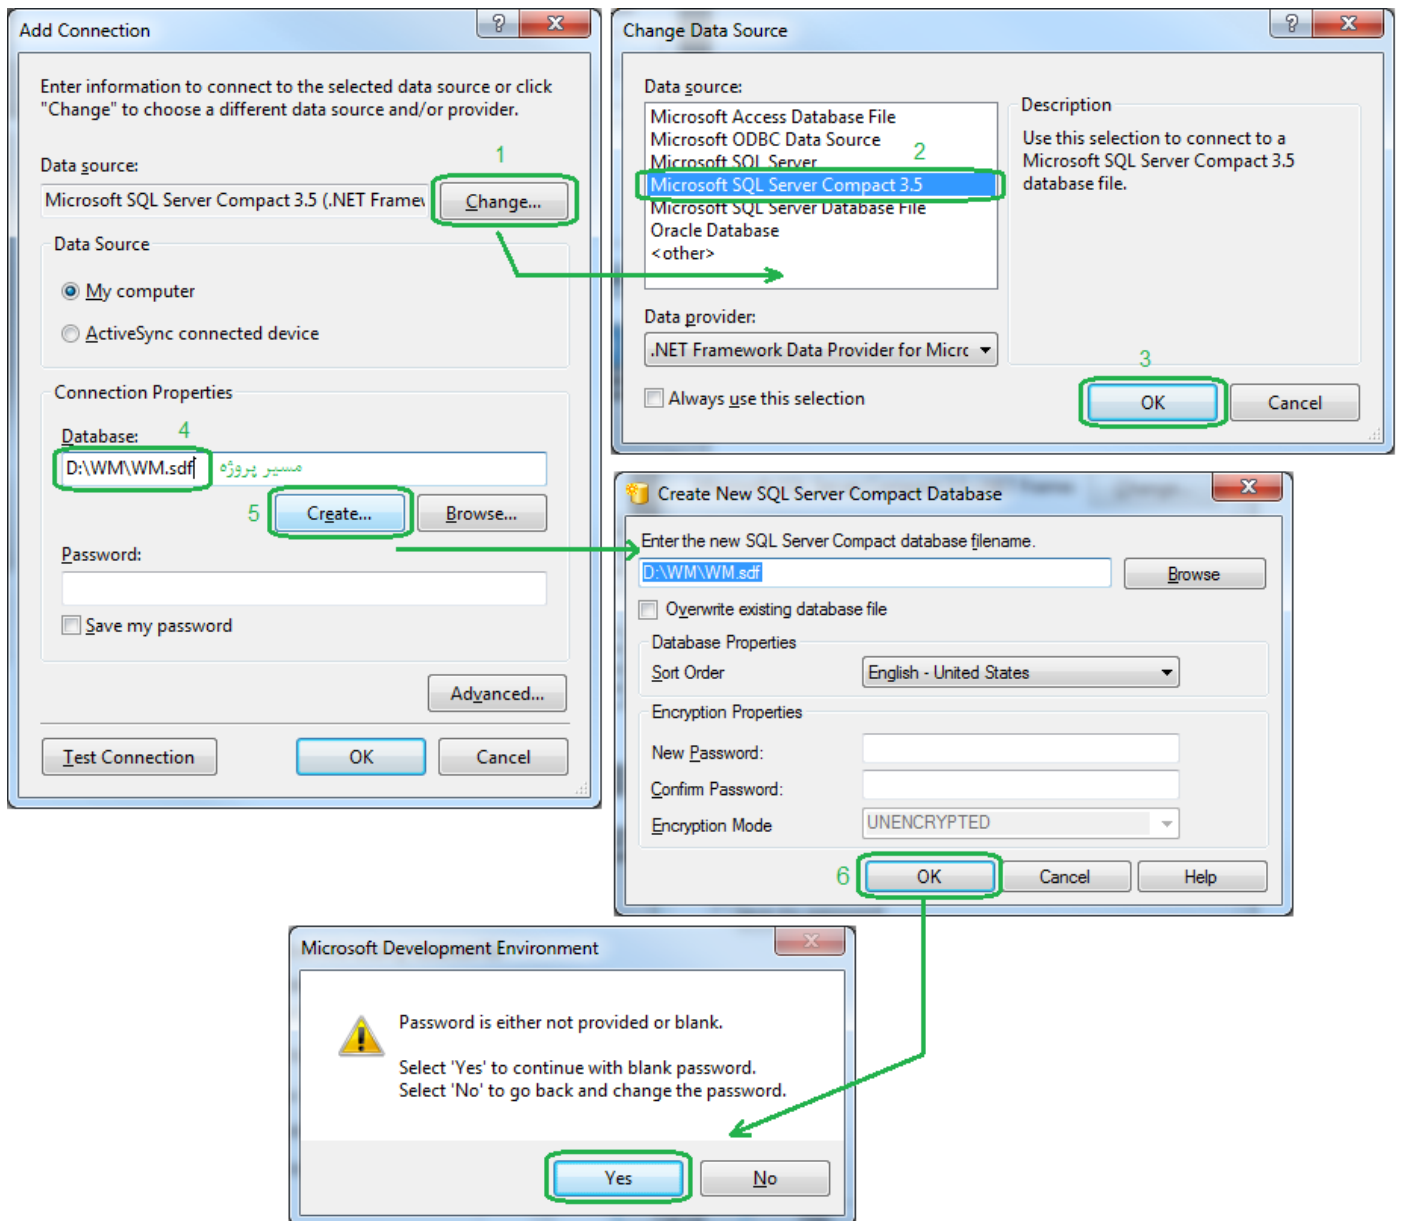 Add Connection
Enter information to connect to the selected data source or click
"Change" to choose a different data source and/or provider.
Data source:
1
Microsoft SQL Server Compact 3.5 (.NET Framew
Change...
Data Source
My computer
ActiveSync connected device
Connection Properties
Database:
4
D:\WM\WM.sdf
مسیر پروژه
5
Create...
Browse...
Password:
Save my password
Advanced...
Test Connection
OK
Cancel
Change Data Source
Data source:
Microsoft Access Database File
Microsoft ODBC Data Source
Microsoft SQL Server
2
Microsoft SQL Server Compact 3.5
Microsoft SQL Server Database File
Oracle Database
<other>
Description
Use this selection to connect to a
Microsoft SQL Server Compact 3.5
database file.
Data provider:
.NET Framework Data Provider for Micro
Always use this selection
3
OK
Cancel
Create New SQL Server Compact Database
Enter the new SQL Server Compact database filename.
D:\WM\WM.sdf
Browse
Overwrite existing database file
Database Properties
Sort Order
English - United States
Encryption Properties
New Password:
Confirm Password:
Encryption Mode
UNENCRYPTED
6
OK
Cancel
Help
Microsoft Development Environment
Password is either not provided or blank.
Select 'Yes' to continue with blank password.
Select 'No' to go back and change the password.
Yes
No